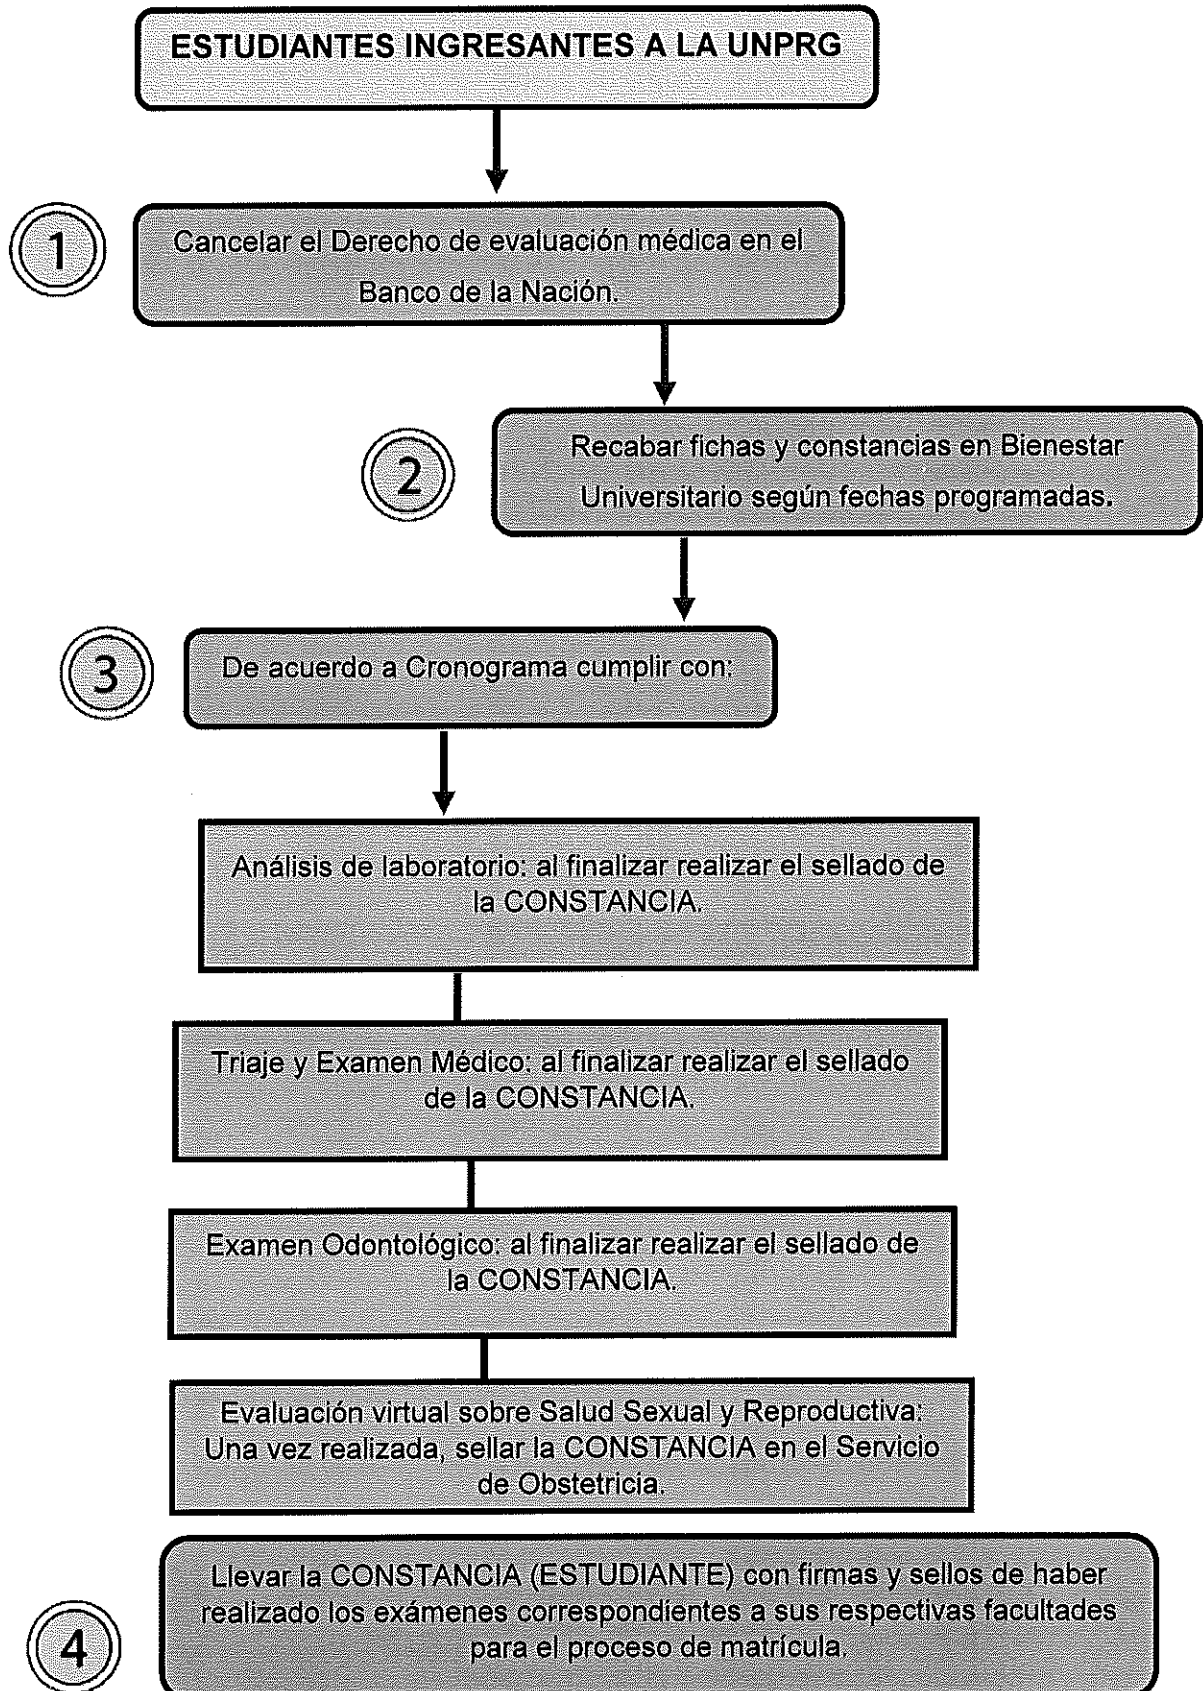 ESTUDIANTES INGRESANTES A LA UNPRG
1
Cancelar el Derecho de evaluación médica en el
Banco de la Nación.
2
Recabar fichas y constancias en Bienestar
Universitario según fechas programadas.
3
De acuerdo a Cronograma cumplir con:
Análisis de laboratorio: al finalizar realizar el sellado de
la CONSTANCIA.
Triaje y Examen Médico: al finalizar realizar el sellado
de la CONSTANCIA.
Examen Odontológico: al finalizar realizar el sellado de
la CONSTANCIA.
Evaluación virtual sobre Salud Sexual y Reproductiva:
Una vez realizada, sellar la CONSTANCIA en el Servicio
de Obstetricia.
4
Llevar la CONSTANCIA (ESTUDIANTE) con firmas y sellos de haber
realizado los exámenes correspondientes a sus respectivas facultades
para el proceso de matrícula.